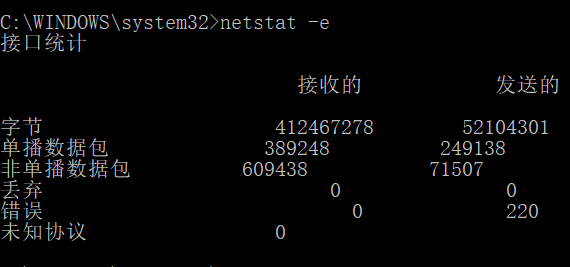 C:\WINDOWS\system32>netstat -e
接口统计
接收的 发送的
字节 412467278 52104301
单播数据包 389248 249138
非单播数据包 609438 71507
丢弃 0 0
错误 0 220
未知协议 0